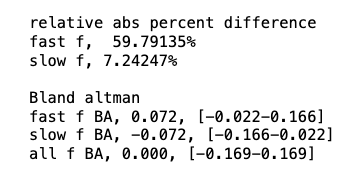 relative abs percent difference
fast f,  59.79135%
slow f, 7.24247%

Bland altman
fast f BA, 0.072, [-0.022-0.166]
slow f BA, -0.072, [-0.166-0.022]
all f BA, 0.000, [-0.169-0.169]